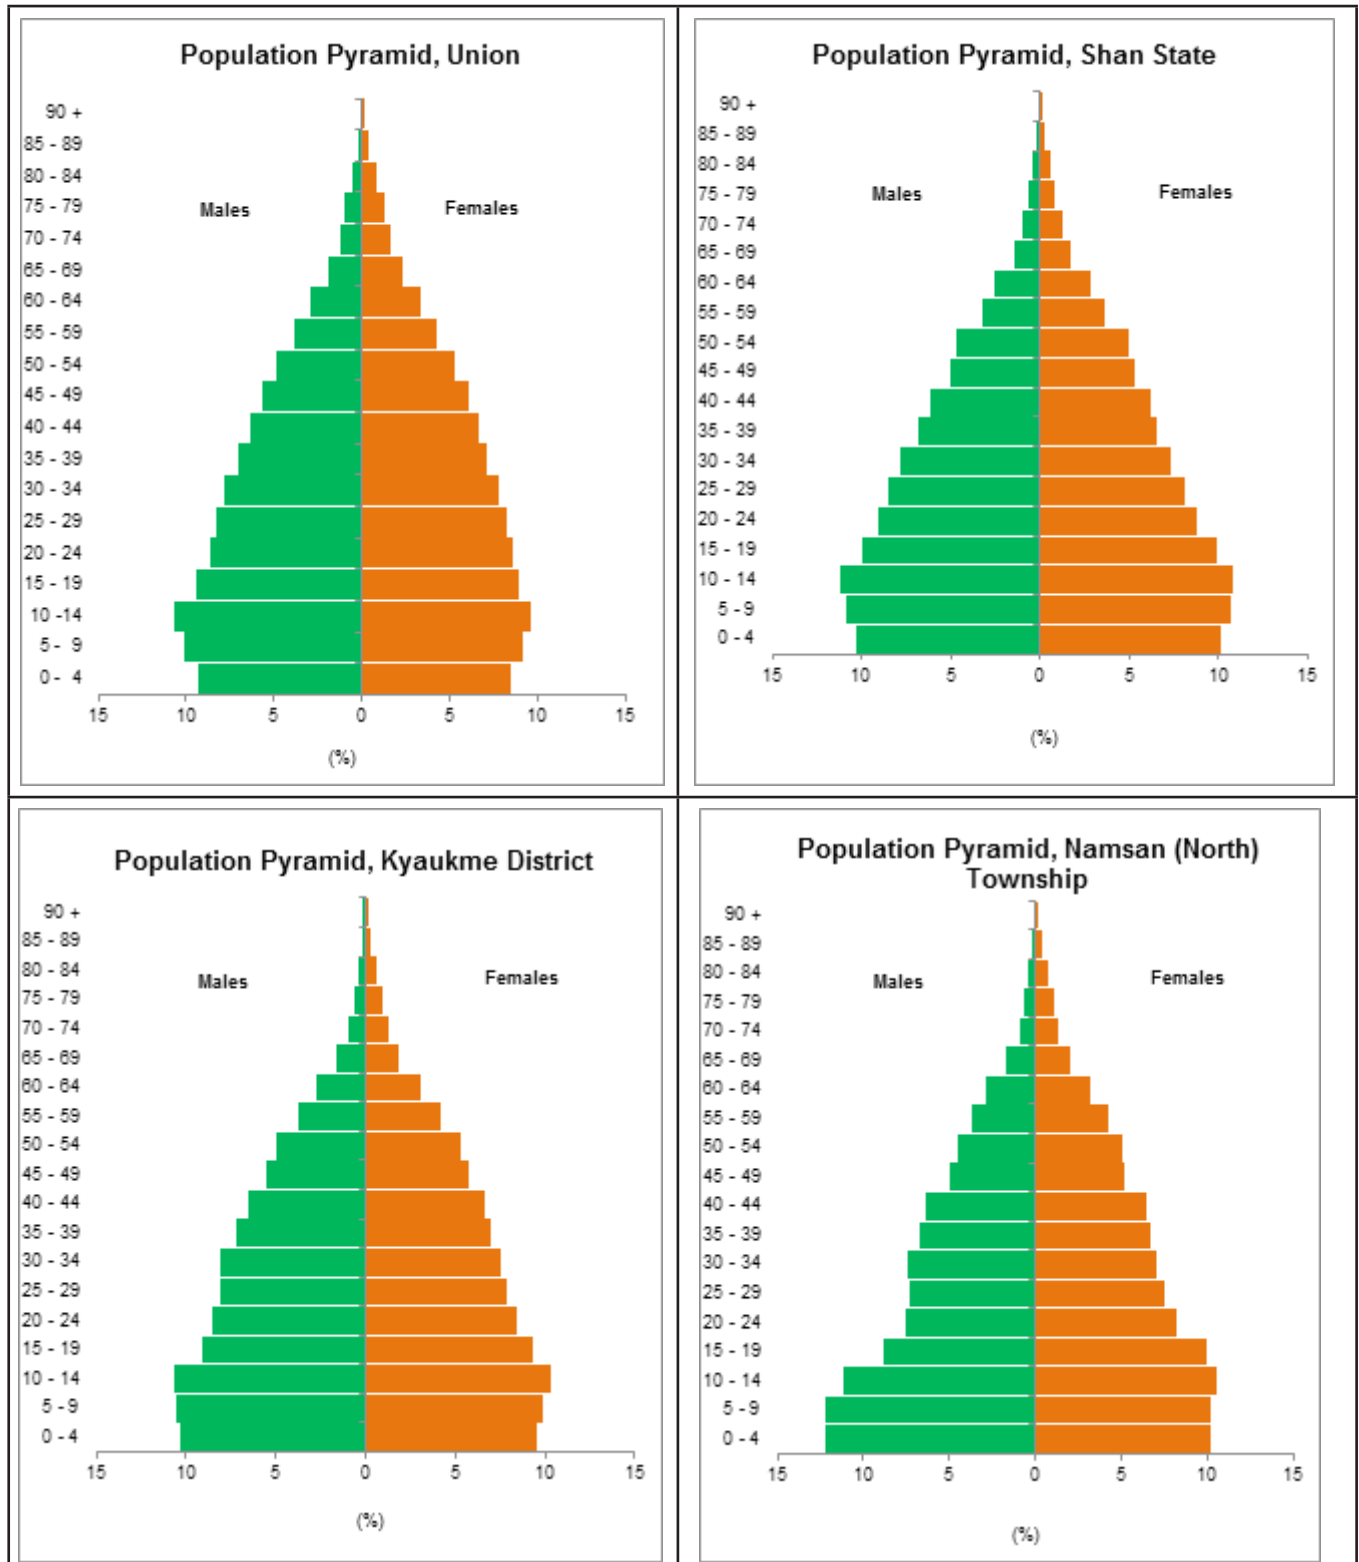 Population Pyramid, Union
90 +
85 - 89
80 - 84
75 - 79
70 - 74
65 - 69
60 - 64
55 - 59
50 - 54
45 - 49
40 - 44
35 - 39
30 - 34
25 - 29
20 - 24
15 - 19
10 -14
5 - 9
0 - 4
Males
Females
15 10 5 0 5 10 15
(%)
Population Pyramid, Shan State
90 +
85 - 89
80 - 84
75 - 79
70 - 74
65 - 69
60 - 64
55 - 59
50 - 54
45 - 49
40 - 44
35 - 39
30 - 34
25 - 29
20 - 24
15 - 19
10 - 14
5 - 9
0 - 4
Males
Females
15 10 5 0 5 10 15
(%)
Population Pyramid, Kyaukme District
90 +
85 - 89
80 - 84
75 - 79
70 - 74
65 - 69
60 - 64
55 - 59
50 - 54
45 - 49
40 - 44
35 - 39
30 - 34
25 - 29
20 - 24
15 - 19
10 - 14
5 - 9
0 - 4
Males
Females
15 10 5 0 5 10 15
(%)
Population Pyramid, Namsan (North)
Township
90 +
85 - 89
80 - 84
75 - 79
70 - 74
65 - 69
60 - 64
55 - 59
50 - 54
45 - 49
40 - 44
35 - 39
30 - 34
25 - 29
20 - 24
15 - 19
10 - 14
5 - 9
0 - 4
Males
Females
15 10 5 0 5 10 15
(%)